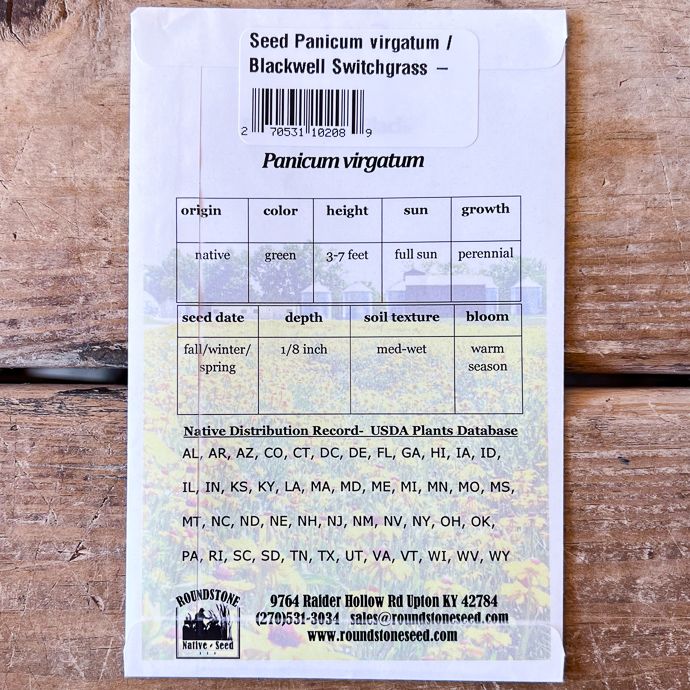 Seed Panicum virgatum /
Blackwell Switchgrass –
2 70531 10208 9
Panicum virgatum
origin color height sun growth
native green 3-7 feet full sun perennial
seed date depth soil texture bloom
fall/winter/ 1/8 inch med-wet warm
spring season
Native Distribution Record- USDA Plants Database
AL, AR, AZ, CO, CT, DC, DE, FL, GA, HI, IA, ID,
IL, IN, KS, KY, LA, MA, MD, ME, MI, MN, MO, MS,
MT, NC, ND, NE, NH, NJ, NM, NV, NY, OH, OK,
PA, RI, SC, SD, TN, TX, UT, VA, VT, WI, WV, WY
ROUNDSTONE
Native - Seed
9764 Raider Hollow Rd Upton KY 42784
(270)531-3034 sales@roundstoneseed.com
www.roundstoneseed.com